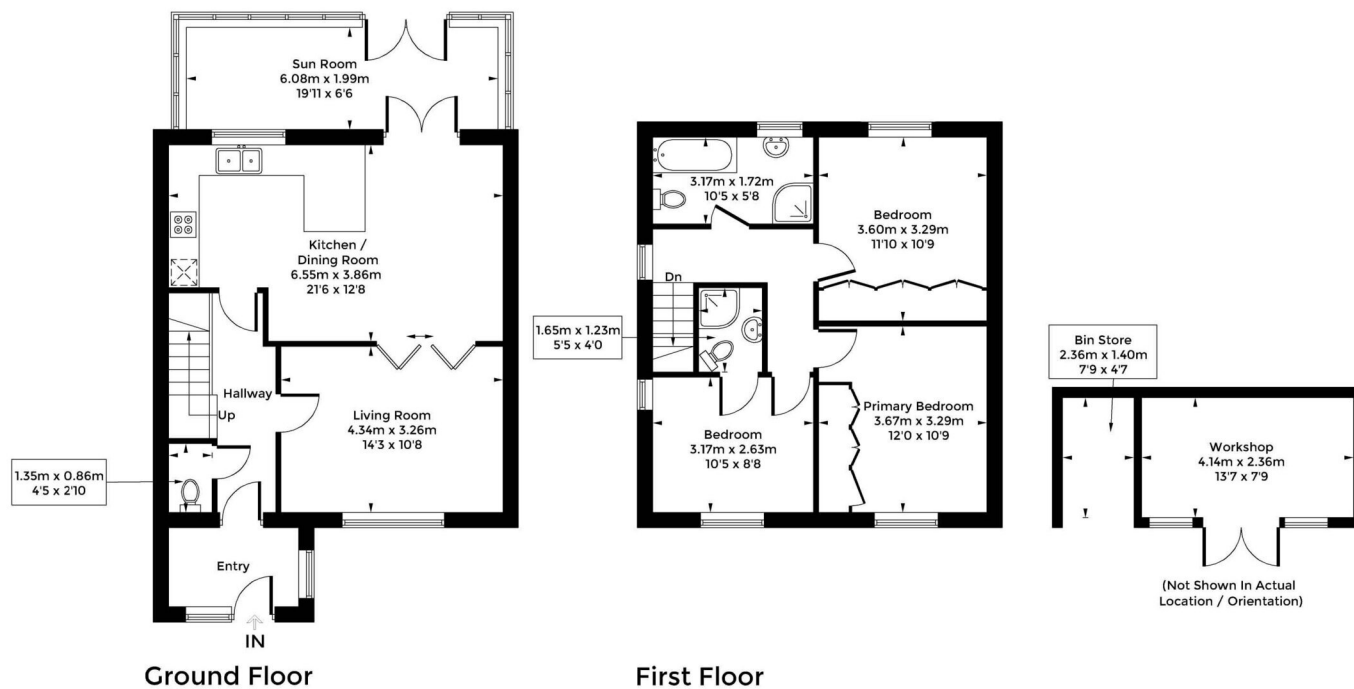 Sun Room
6.08m x 1.99m
19'11 x 6'6
Kitchen /
Dining Room
6.55m x 3.86m
21'6 x 12'8
Hallway
Up
Living Room
4.34m x 3.26m
14'3 x 10'8
1.35m x 0.86m
4'5 x 2'10
Entry
IN
Ground Floor
3.17m x 1.72m
10'5 x 5'8
Bedroom
3.60m x 3.29m
11'10 x 10'9
Dn
1.65m x 1.23m
5'5 x 4'0
Bedroom
3.17m x 2.63m
10'5 x 8'8
Primary Bedroom
3.67m x 3.29m
12'0 x 10'9
First Floor
Bin Store
2.36m x 1.40m
7'9 x 4'7
Workshop
4.14m x 2.36m
13'7 x 7'9
(Not Shown In Actual
Location / Orientation)